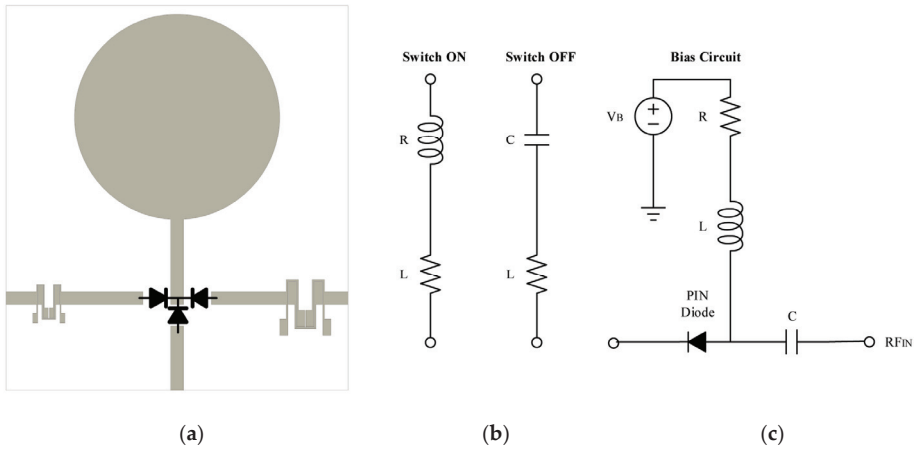 Switch ON
Switch OFF
Bias Circuit
R
L
C
L
VB
R
L
PIN
Diode
C
RFIN
(a)
(b)
(c)